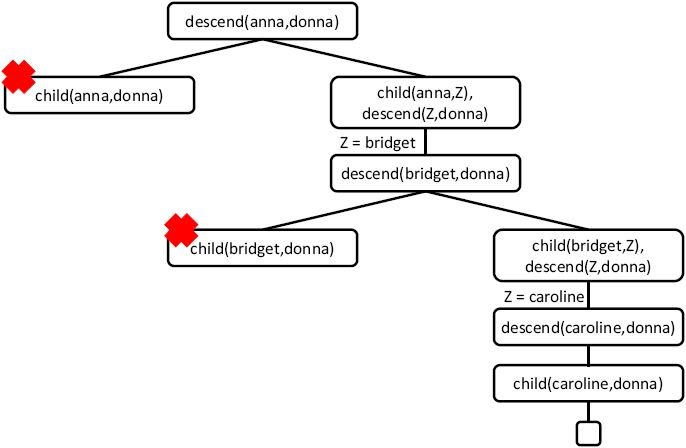 descend(anna,donna)
child(anna,donna)
child(anna,Z),
descend(Z,donna)
Z = bridget
descend(bridget,donna)
child(bridget,donna)
child(bridget,Z),
descend(Z,donna)
Z = caroline
descend(caroline,donna)
child(caroline,donna)